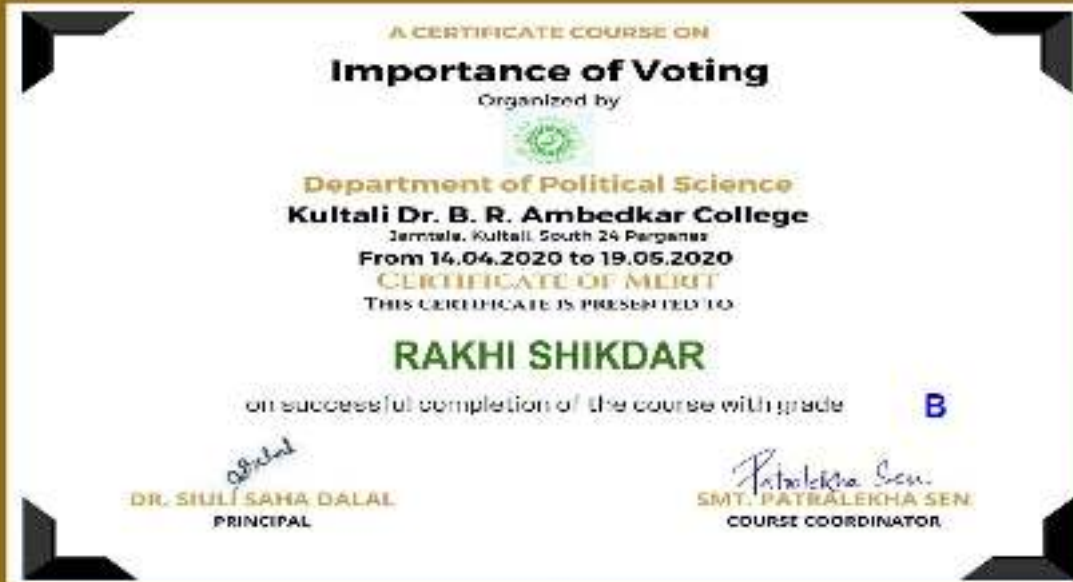 A CERTIFICATE COURSE ON
Importance of Voting
Organized by
Department of Political Science
Kultali Dr. B. R. Ambedkar College
Jamtala, Kultali, South 24 Parganas
From 14.04.2020 to 19.05.2020
CERTIFICATE OF MERIT
THIS CERTIFICATE IS PRESENTED TO
RAKHI SHIKDAR
on successful completion of the course with grade B
Patralekha Sen.
DR. SIULI SAHA DALAL SMT. PATRALEKHA SEN
PRINCIPAL COURSE COORDINATOR